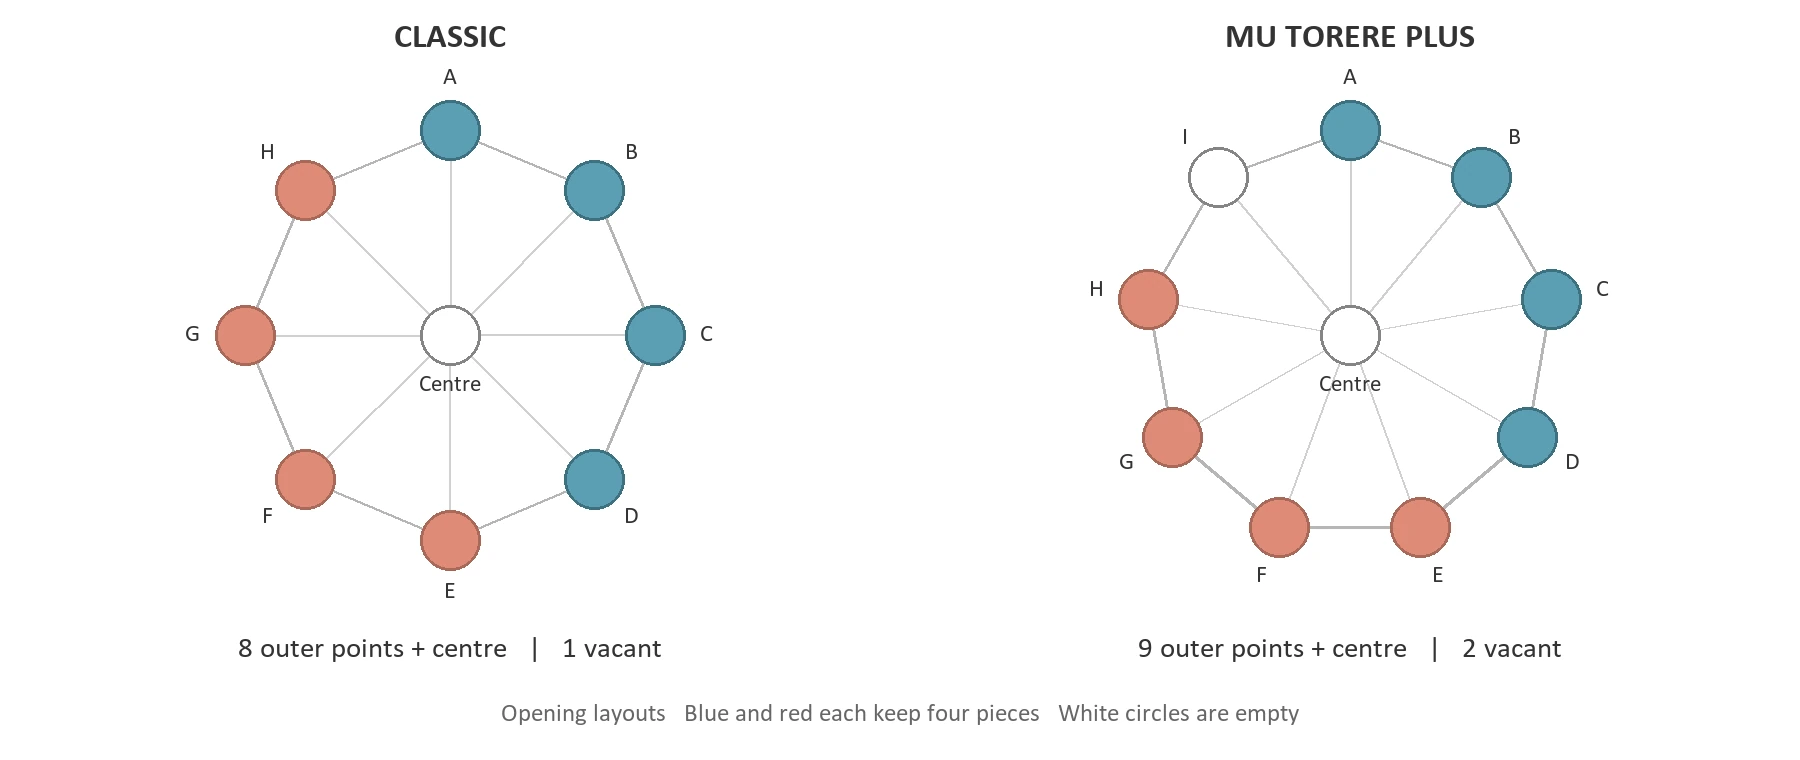 CLASSIC
A
B
C
D
E
F
G
H
Centre
8 outer points + centre | 1 vacant
MU TORERE PLUS
A
B
C
D
E
F
G
H
I
Centre
9 outer points + centre | 2 vacant
Opening layouts Blue and red each keep four pieces White circles are empty